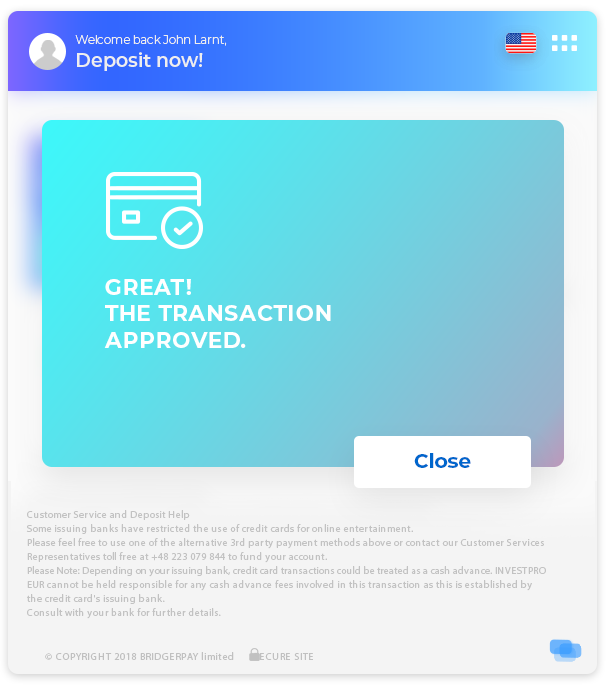 Welcome back John Larnt,
Deposit now!
GREAT!
THE TRANSACTION
APPROVED.
Close
Customer Service and Deposit Help
Some issuing banks have restricted the use of credit cards for online entertainment.
Please feel free to use one of the alternative 3rd party payment methods above or contact our Customer Services
Representatives toll free at +48 223 079 844 to fund your account.
Please Note: Depending on your issuing bank, credit card transactions could be treated as a cash advance. INVESTPRO
EUR cannot be held responsible for any cash advance fees involved in this transaction as this is established by
the credit card's issuing bank.
Consult with your bank for further details.
© COPYRIGHT 2018 BRIDGERPAY limited ECURE SITE